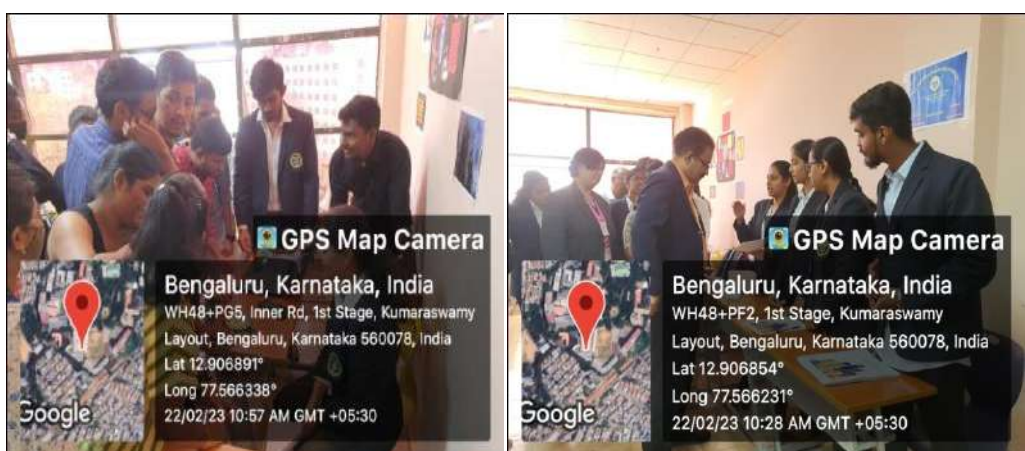 GPS Map Camera
Bengaluru, Karnataka, India
WH48+PG5, Inner Rd, 1st Stage, Kumaraswamy
Layout, Bengaluru, Karnataka 560078, India
Lat 12.906891°
Long 77.566338°
22/02/23 10:57 AM GMT +05:30
Google
GPS Map Camera
Bengaluru, Karnataka, India
WH48+PF2, 1st Stage, Kumaraswamy
Layout, Bengaluru, Karnataka 560078, India
Lat 12.906854°
Long 77.566231°
22/02/23 10:28 AM GMT +05:30
Google